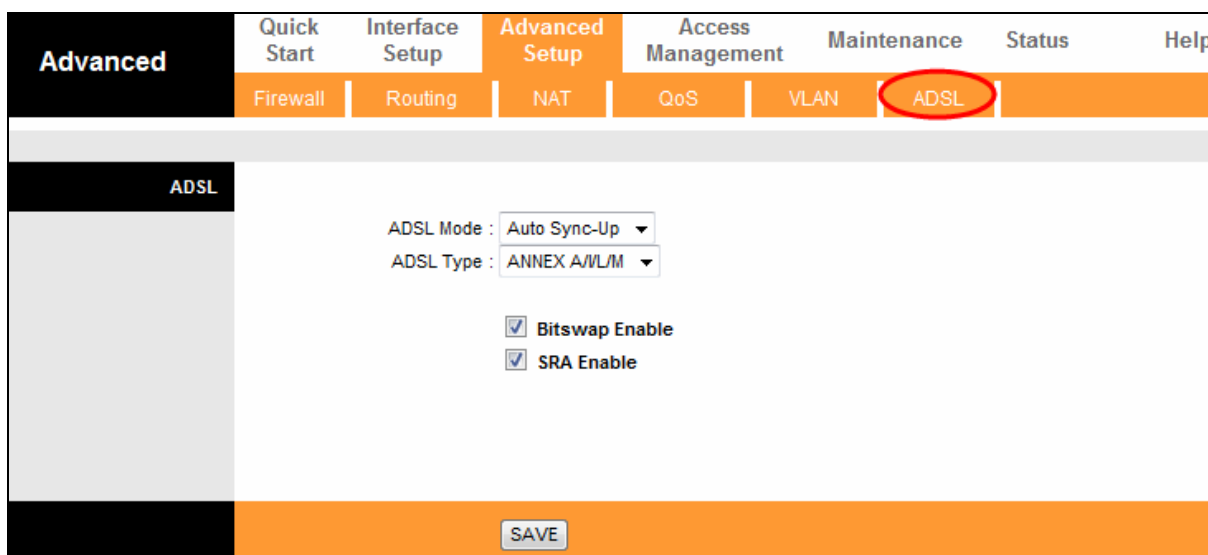 Advanced
Quick Start
Interface Setup
Advanced Setup
Access Management
Maintenance
Status
Help
Firewall
Routing
NAT
QoS
VLAN
ADSL
ADSL
ADSL Mode : Auto Sync-Up
ADSL Type : ANNEX A/I/L/M
Bitswap Enable
SRA Enable
SAVE